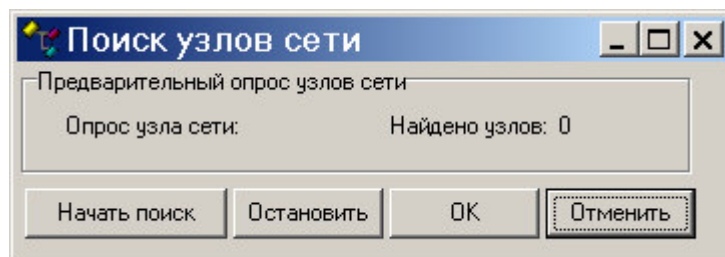 Поиск узлов сети
Предварительный опрос узлов сети
Опрос узла сети: Найдено узлов: 0
Начать поиск Остановить OK Отменить